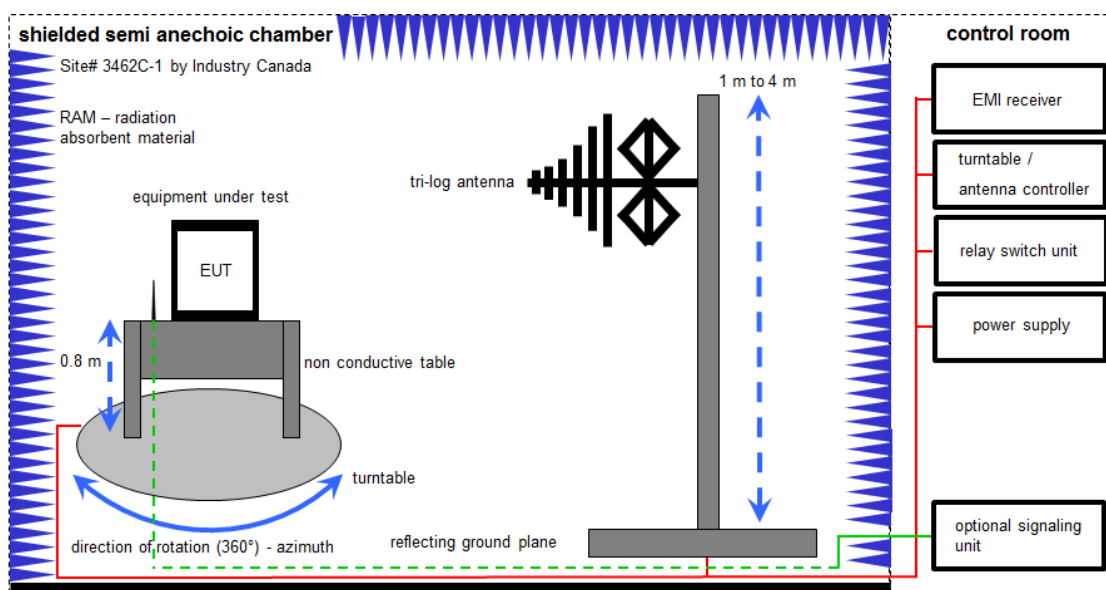 shielded semi anechoic chamber
Site# 3462C-1 by Industry Canada
RAM – radiation
absorbent material
equipment under test
EUT
0.8 m
non conductive table
turntable
direction of rotation (360°) - azimuth
1 m to 4 m
tri-log antenna
reflecting ground plane
control room
EMI receiver
turntable /
antenna controller
relay switch unit
power supply
optional signaling
unit